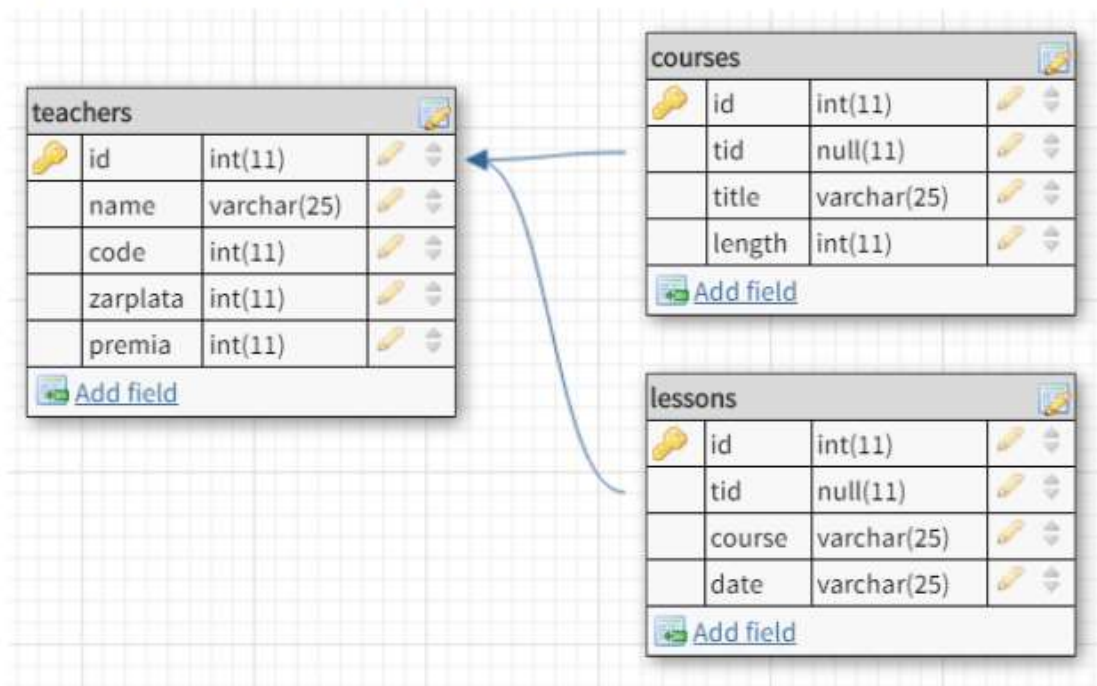 teachers
id int(11)
name varchar(25)
code int(11)
zarplata int(11)
premia int(11)
Add field
courses
id int(11)
tid null(11)
title varchar(25)
length int(11)
Add field
lessons
id int(11)
tid null(11)
course varchar(25)
date varchar(25)
Add field